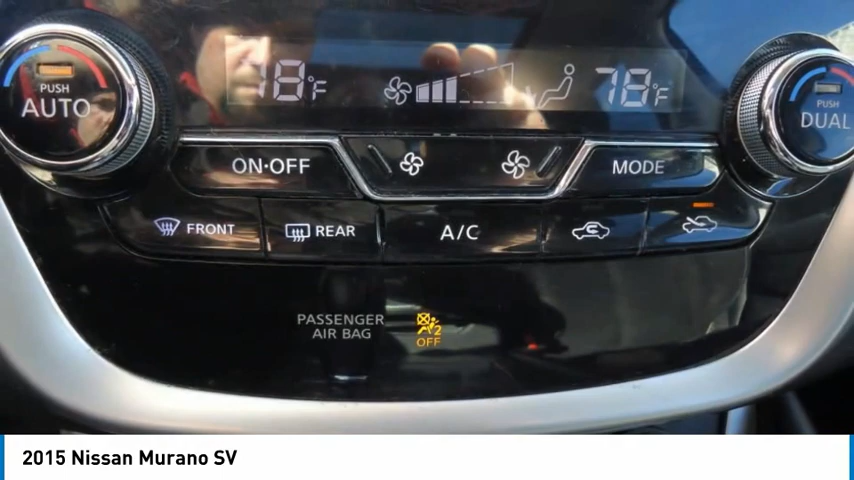 78°F 78°F
PUSH
AUTO
PUSH
DUAL
ON·OFF MODE
FRONT REAR A/C
PASSENGER
AIR BAG
2
OFF
2015 Nissan Murano SV